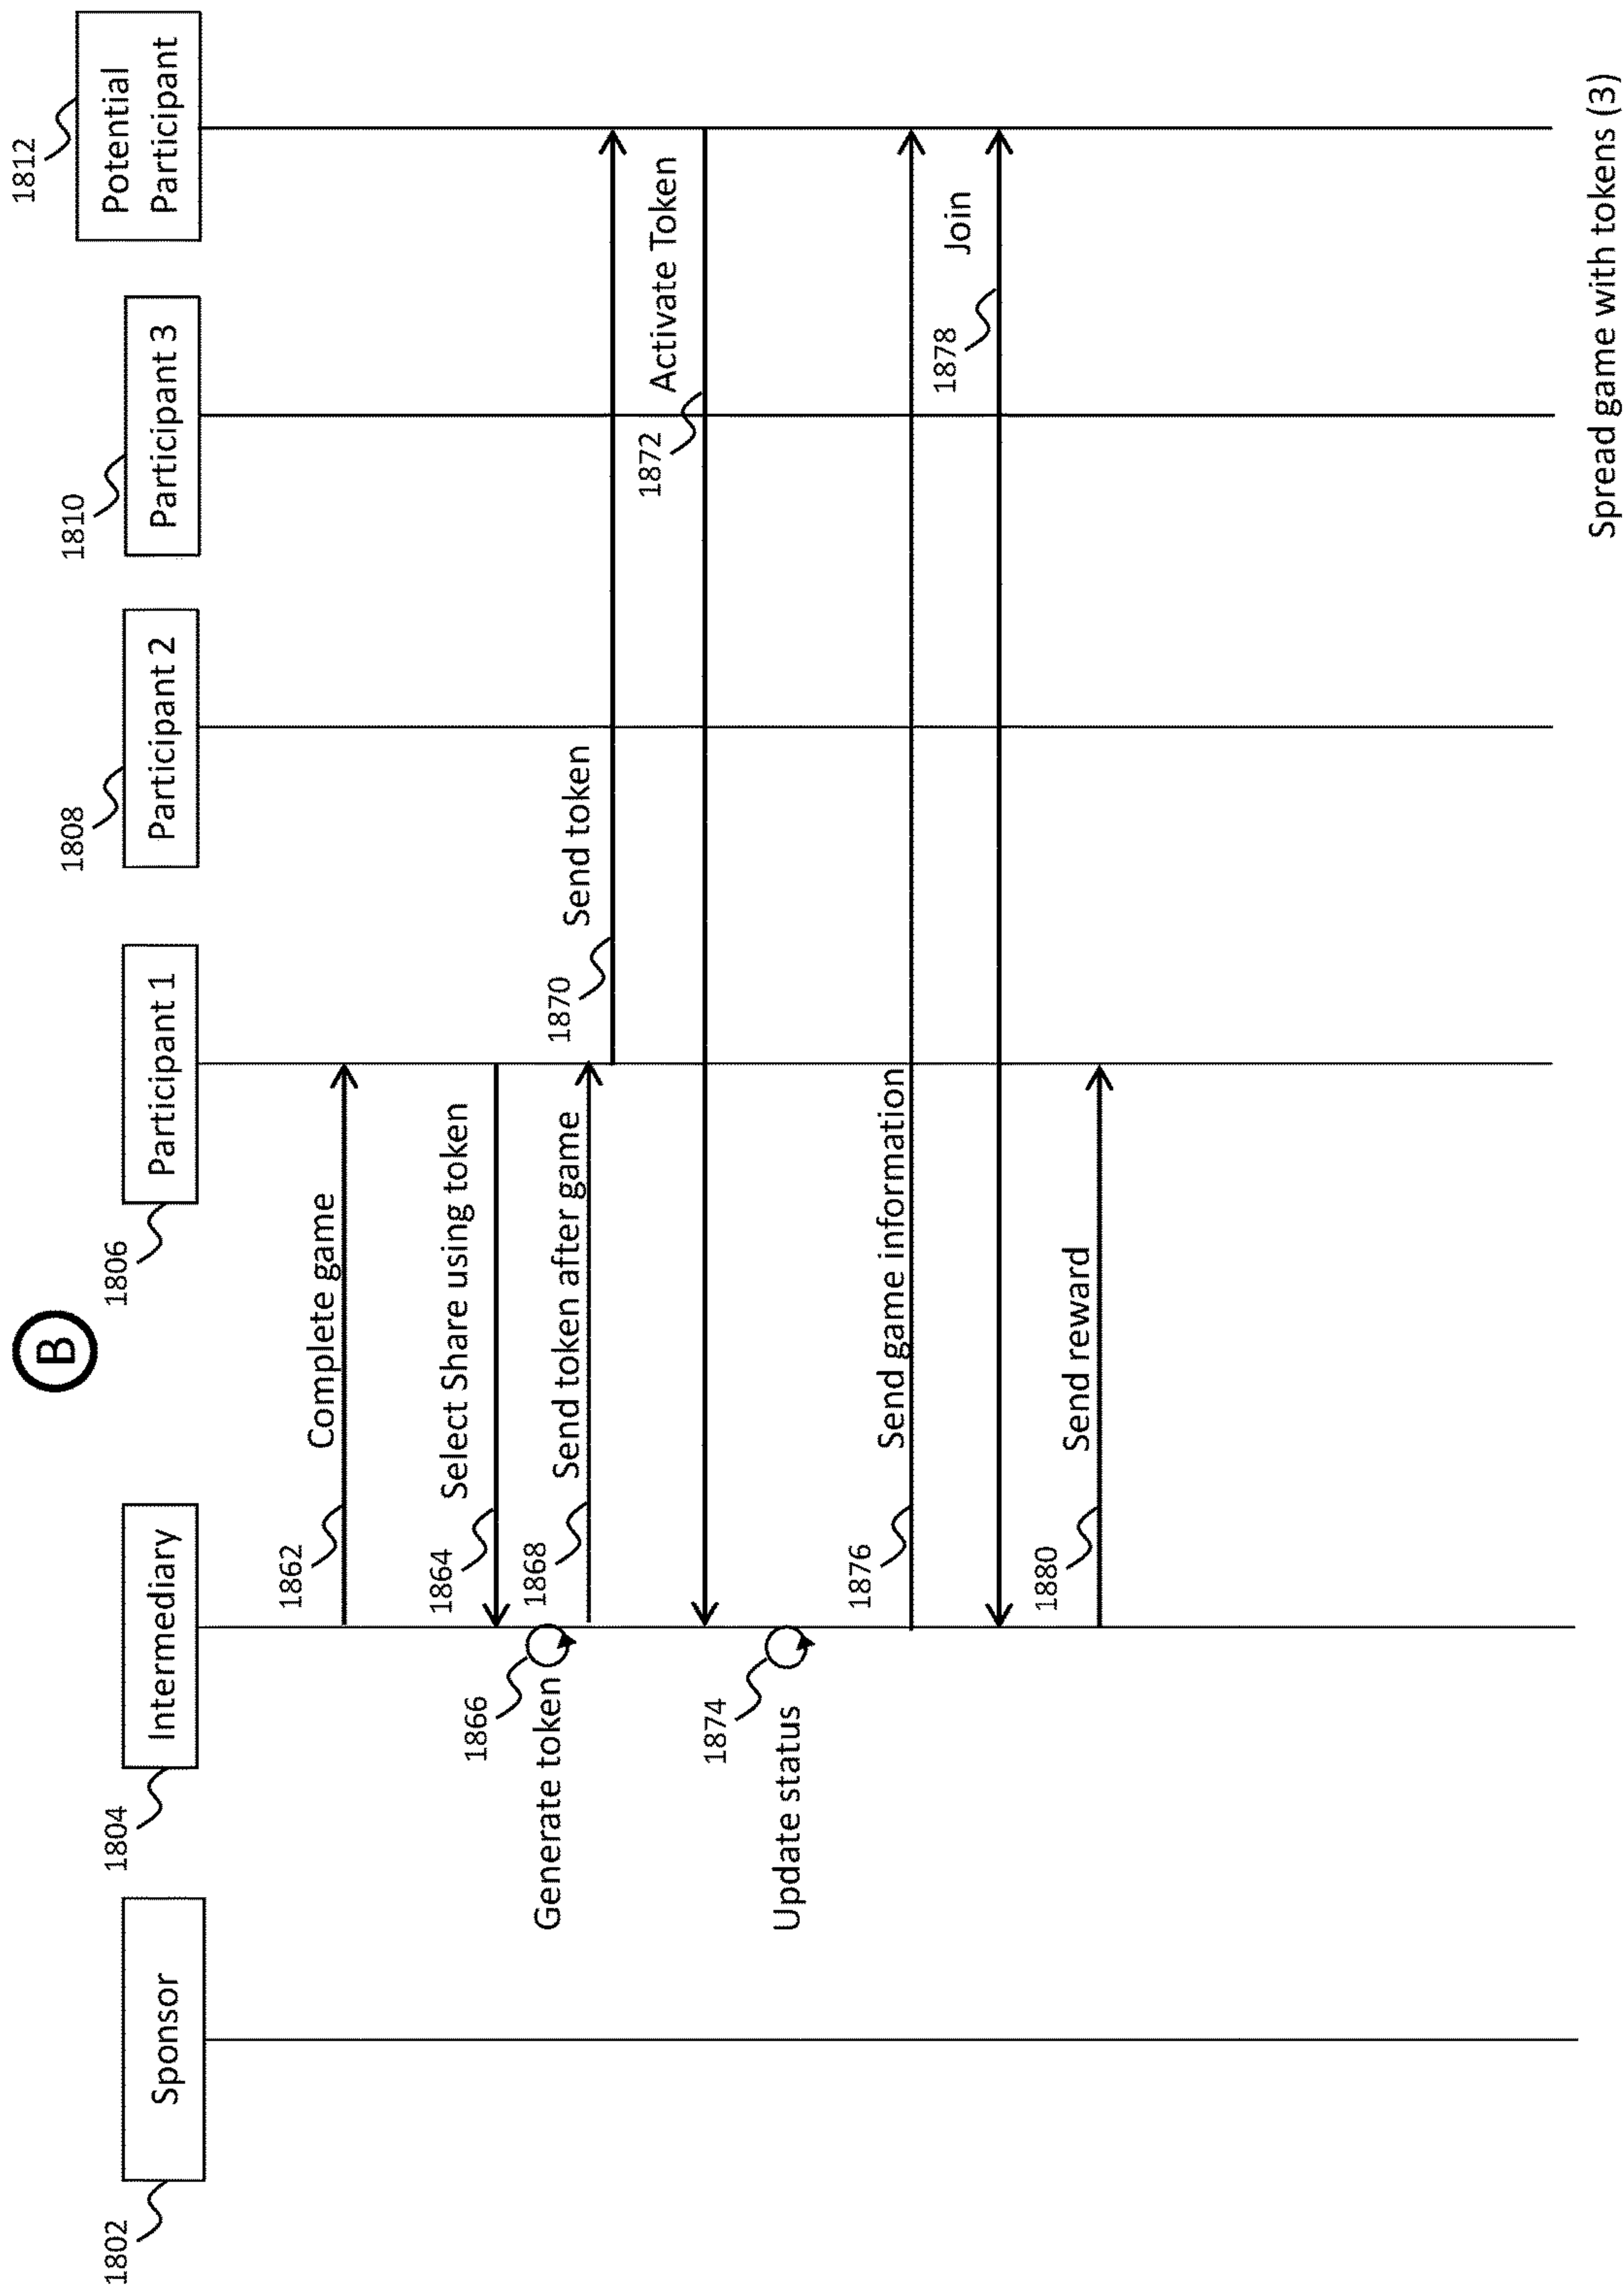 B
1802
1804
1806
1808
1810
1812
Sponsor
Intermediary
Participant 1
Participant 2
Participant 3
Potential
Participant
Complete game
1862
Select Share using token
1864
1866
Generate token
Send token after game
1868
Send token
1870
Activate Token
1872
1874
Update status
Send game information
1876
Join
1878
Send reward
1880
Spread game with tokens (3)